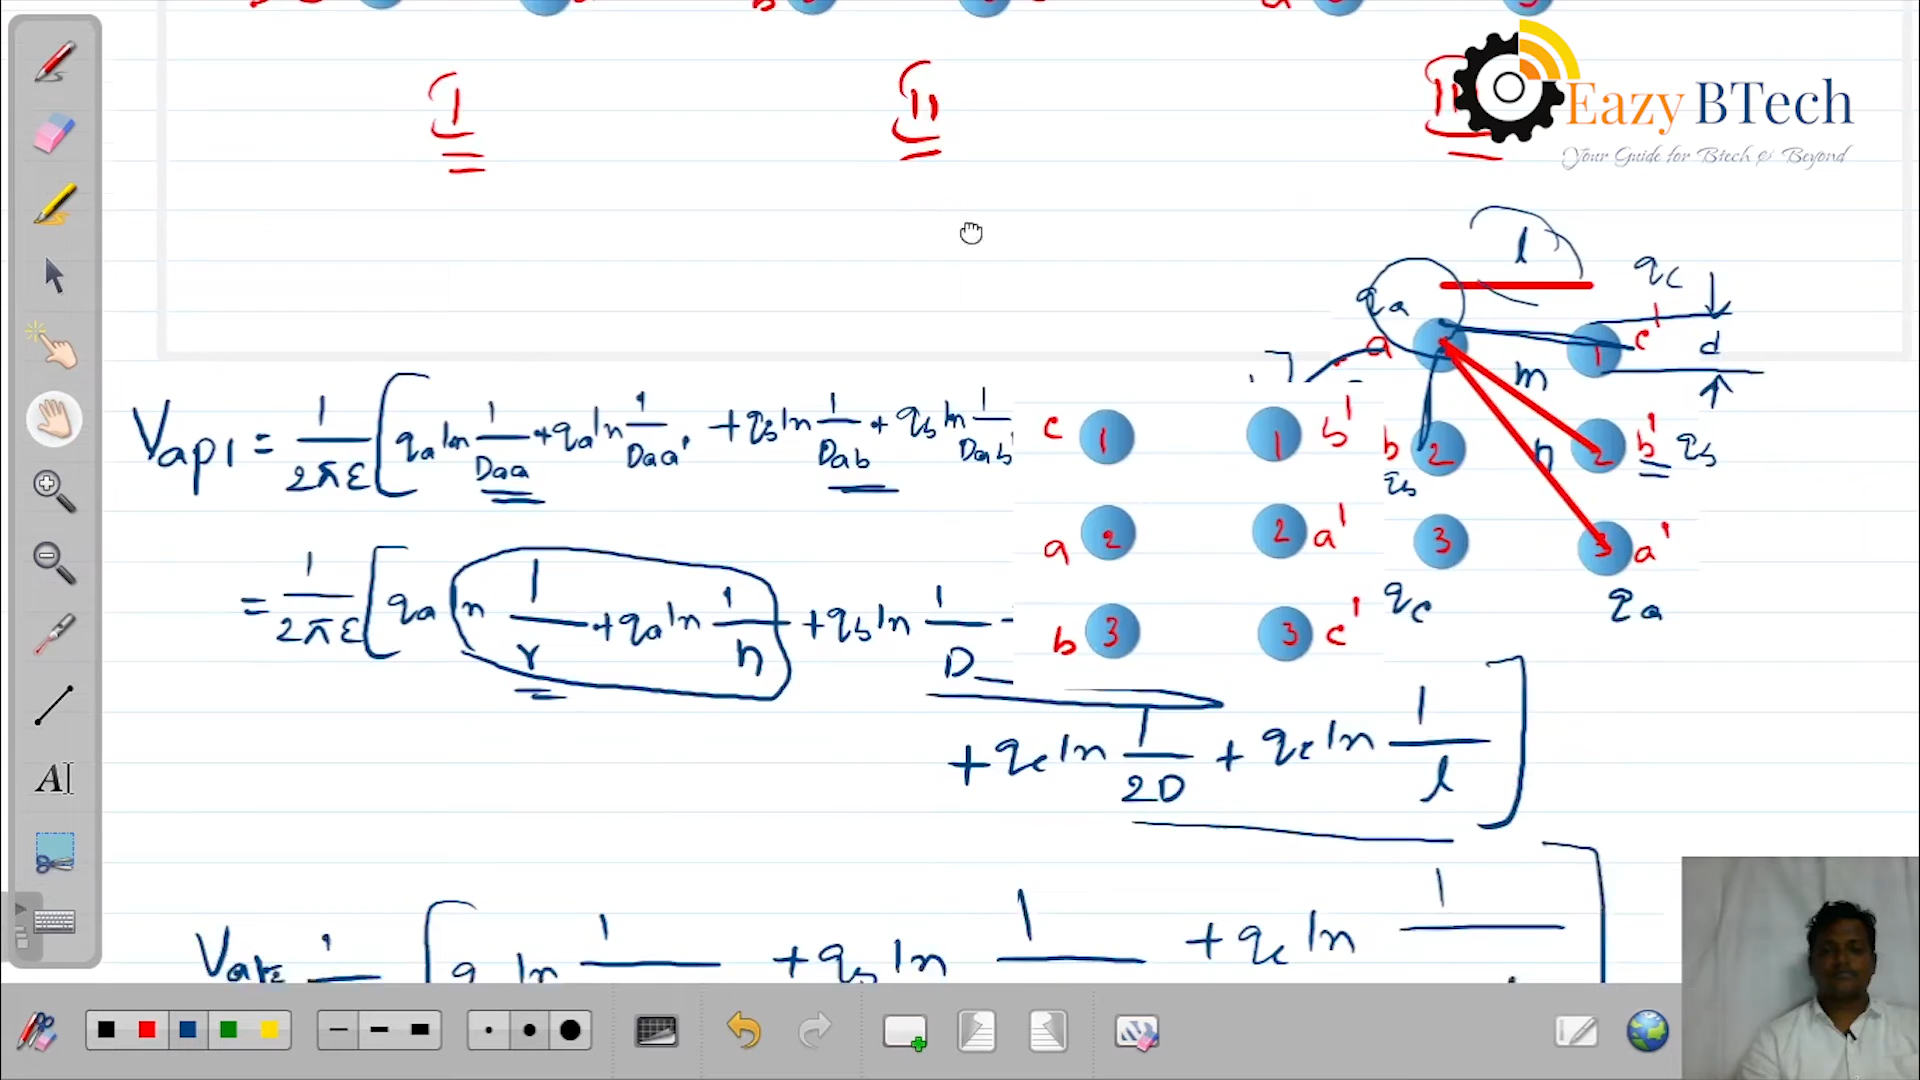 I
II
II
Eazy BTech
Your Guide for Btech & Beyond
l
qa
qc
a
1
c'
d
m
Vap1 = 1/2πε [qa ln 1/Daa + qa ln 1/Daa' + qb ln 1/Dab + qb ln 1/Dab'
c 1
1 b'
b 2
n
2 b' qb
qb
a 2
2 a'
3
3 a'
qc
qa
= 1/2πε [qa ln 1/r + qa ln 1/n + qb ln 1/D
b 3
3 c'
+ qc ln 1/2D + qc ln 1/l ]
+ qb ln 1
+ qc ln 1
A